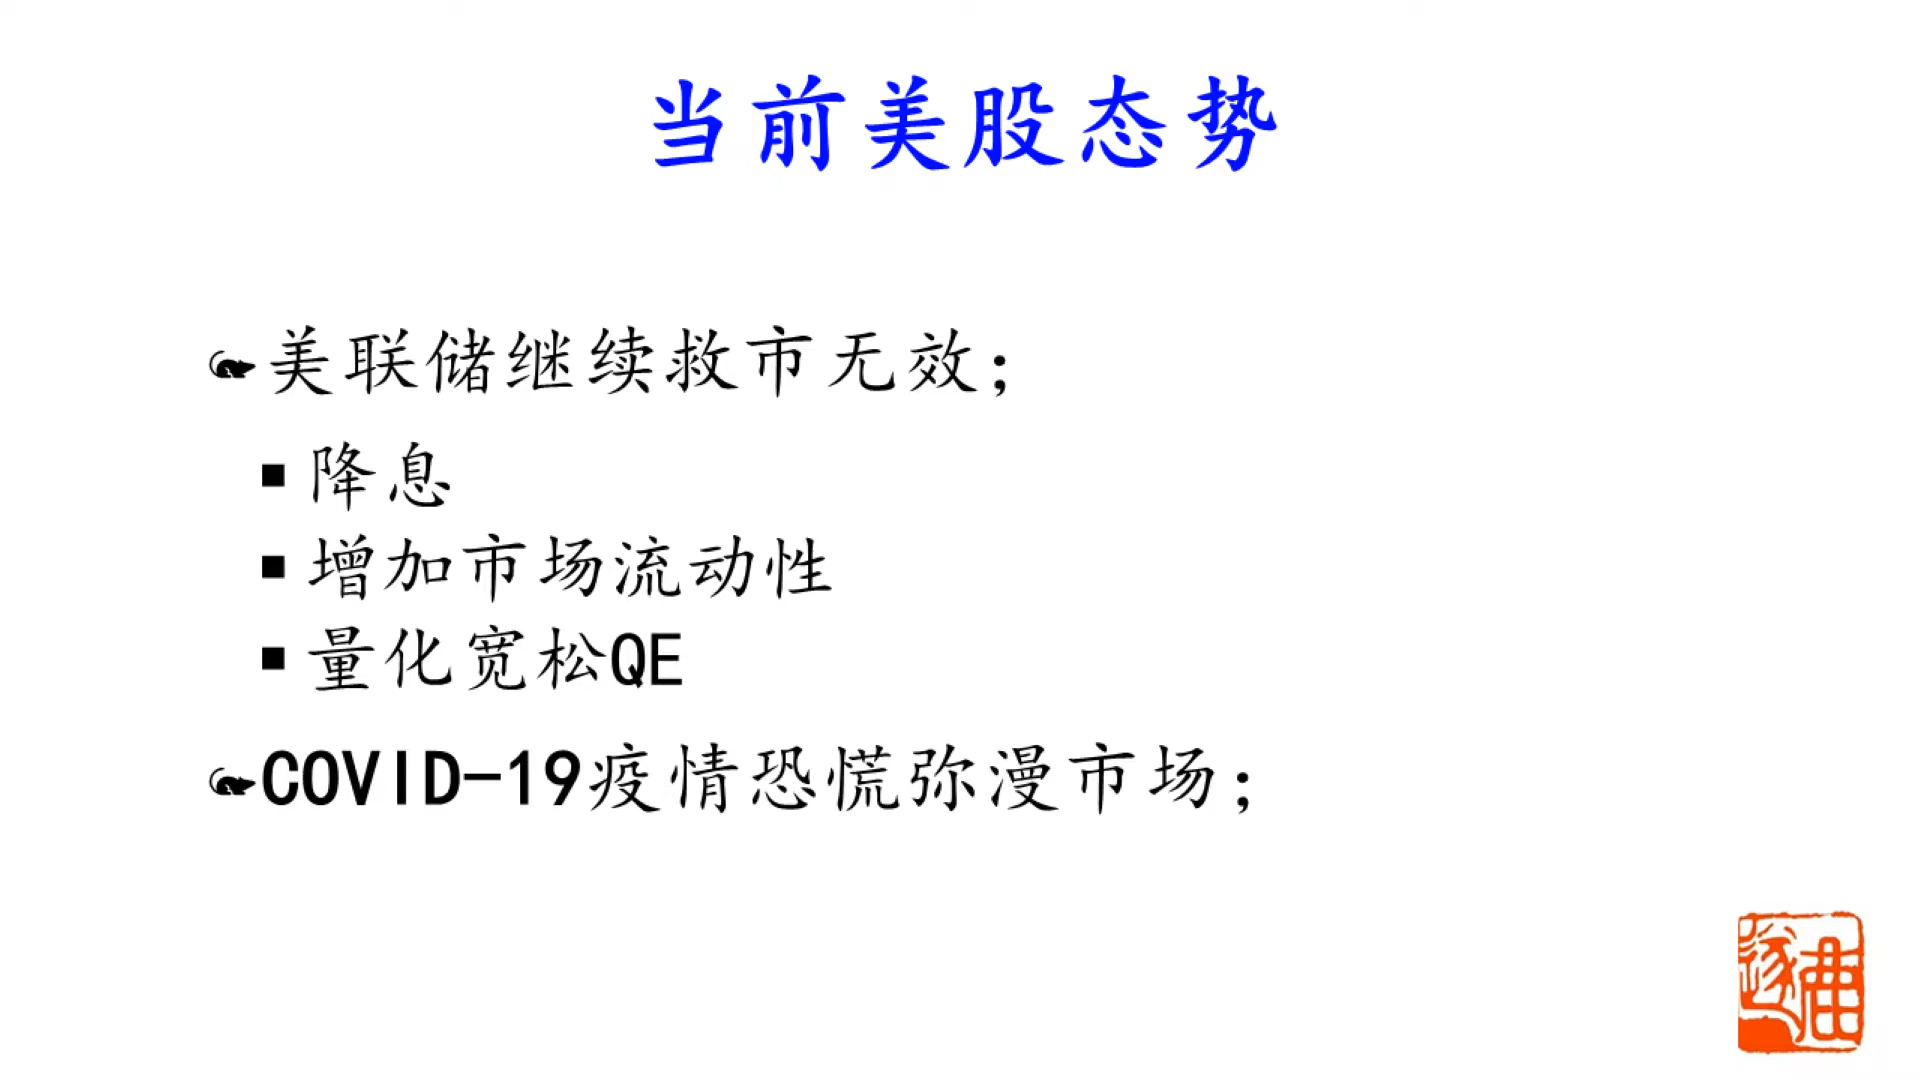 当前美股态势
美联储继续救市无效；
降息
增加市场流动性
量化宽松QE
COVID-19疫情恐慌弥漫市场；